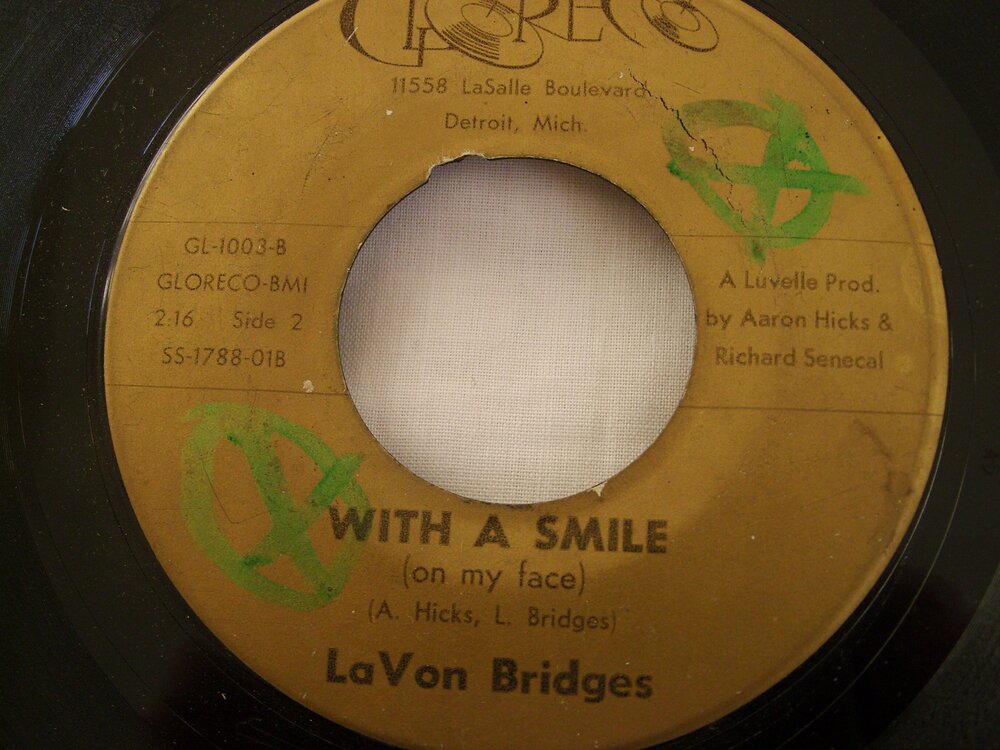 GLORECO
11558 LaSalle Boulevard
Detroit, Mich.
GL-1003-B
GLORECO-BMI
2:16 Side 2
SS-1788-01B
A Luvelle Prod.
by Aaron Hicks &
Richard Senecal
WITH A SMILE
(on my face)
(A. Hicks, L. Bridges)
LaVon Bridges